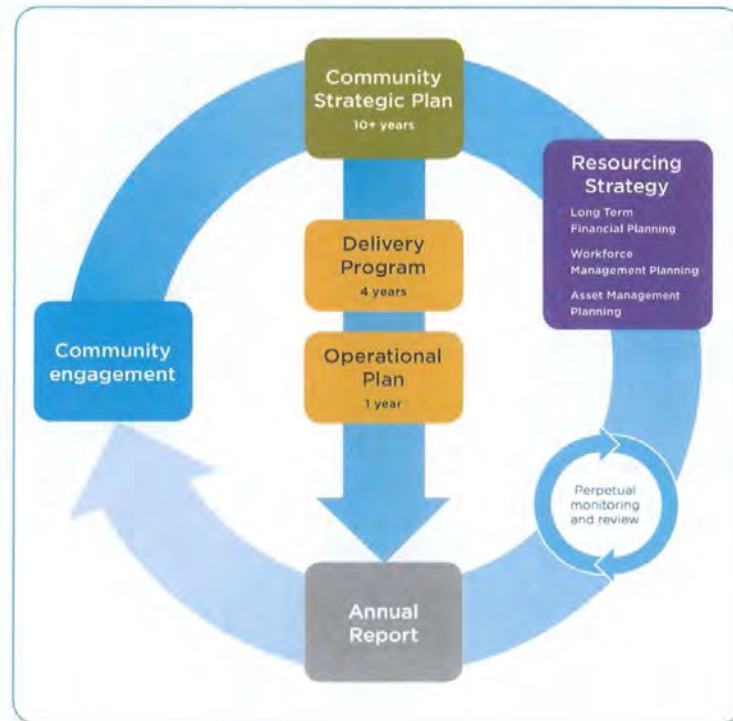 Community
Strategic Plan
10+ years
Resourcing
Strategy
Long Term
Financial Planning
Workforce
Management Planning
Asset Management
Planning
Delivery
Program
4 years
Community
engagement
Operational
Plan
1 year
Perpetual
monitoring
and review
Annual
Report